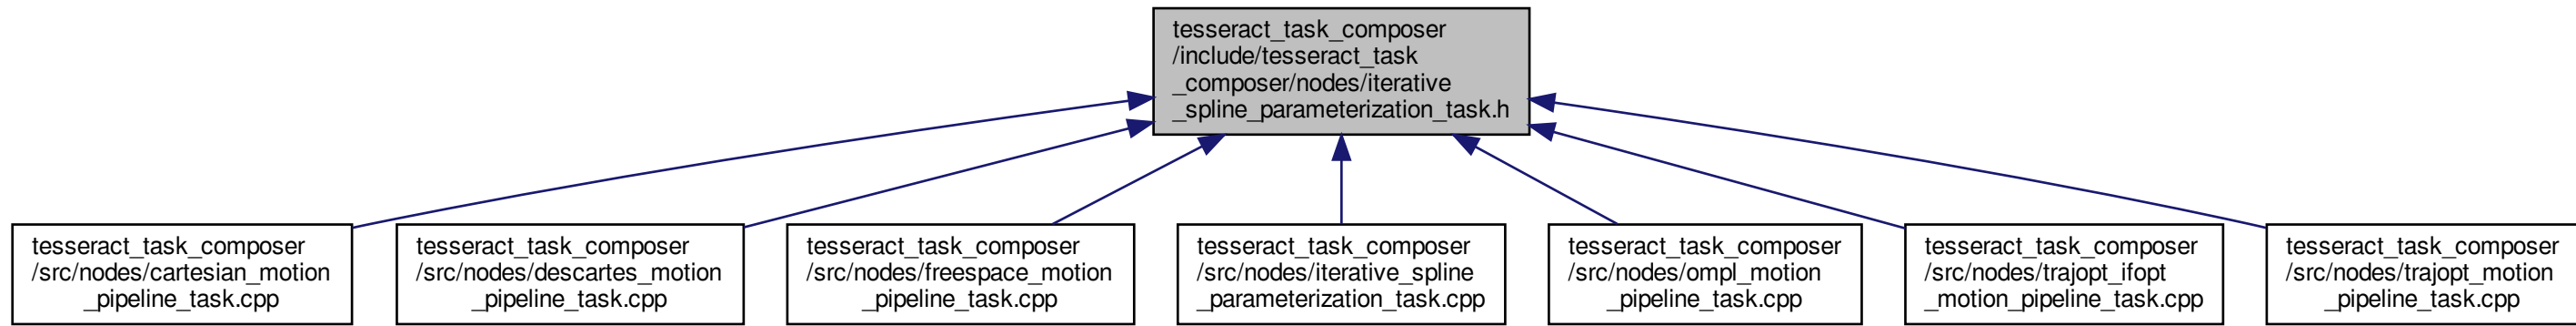 tesseract_task_composer
/include/tesseract_task
_composer/nodes/iterative
_spline_parameterization_task.h
tesseract_task_composer
/src/nodes/cartesian_motion
_pipeline_task.cpp
tesseract_task_composer
/src/nodes/descartes_motion
_pipeline_task.cpp
tesseract_task_composer
/src/nodes/freespace_motion
_pipeline_task.cpp
tesseract_task_composer
/src/nodes/iterative_spline
_parameterization_task.cpp
tesseract_task_composer
/src/nodes/ompl_motion
_pipeline_task.cpp
tesseract_task_composer
/src/nodes/trajopt_ifopt
_motion_pipeline_task.cpp
tesseract_task_composer
/src/nodes/trajopt_motion
_pipeline_task.cpp